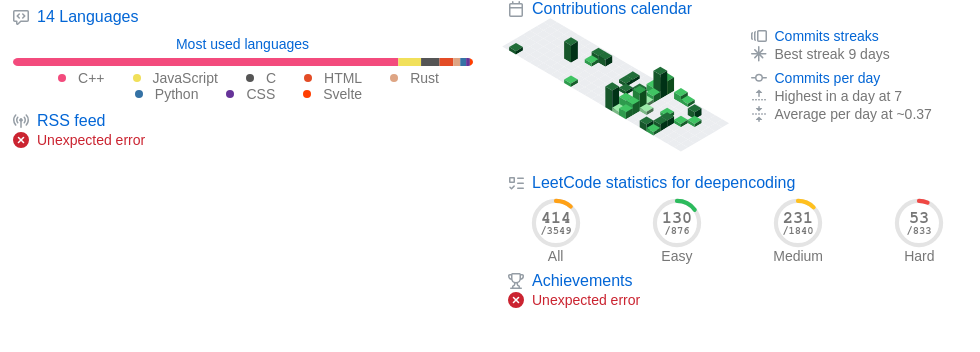 14 Languages
Most used languages
C++ JavaScript C HTML Rust
Python CSS Svelte
RSS feed
Unexpected error
Contributions calendar
Commits streaks
Best streak 9 days
Commits per day
Highest in a day at 7
Average per day at ~0.37
LeetCode statistics for deepencoding
414 130 231 53
/3549 /876 /1840 /833
All Easy Medium Hard
Achievements
Unexpected error